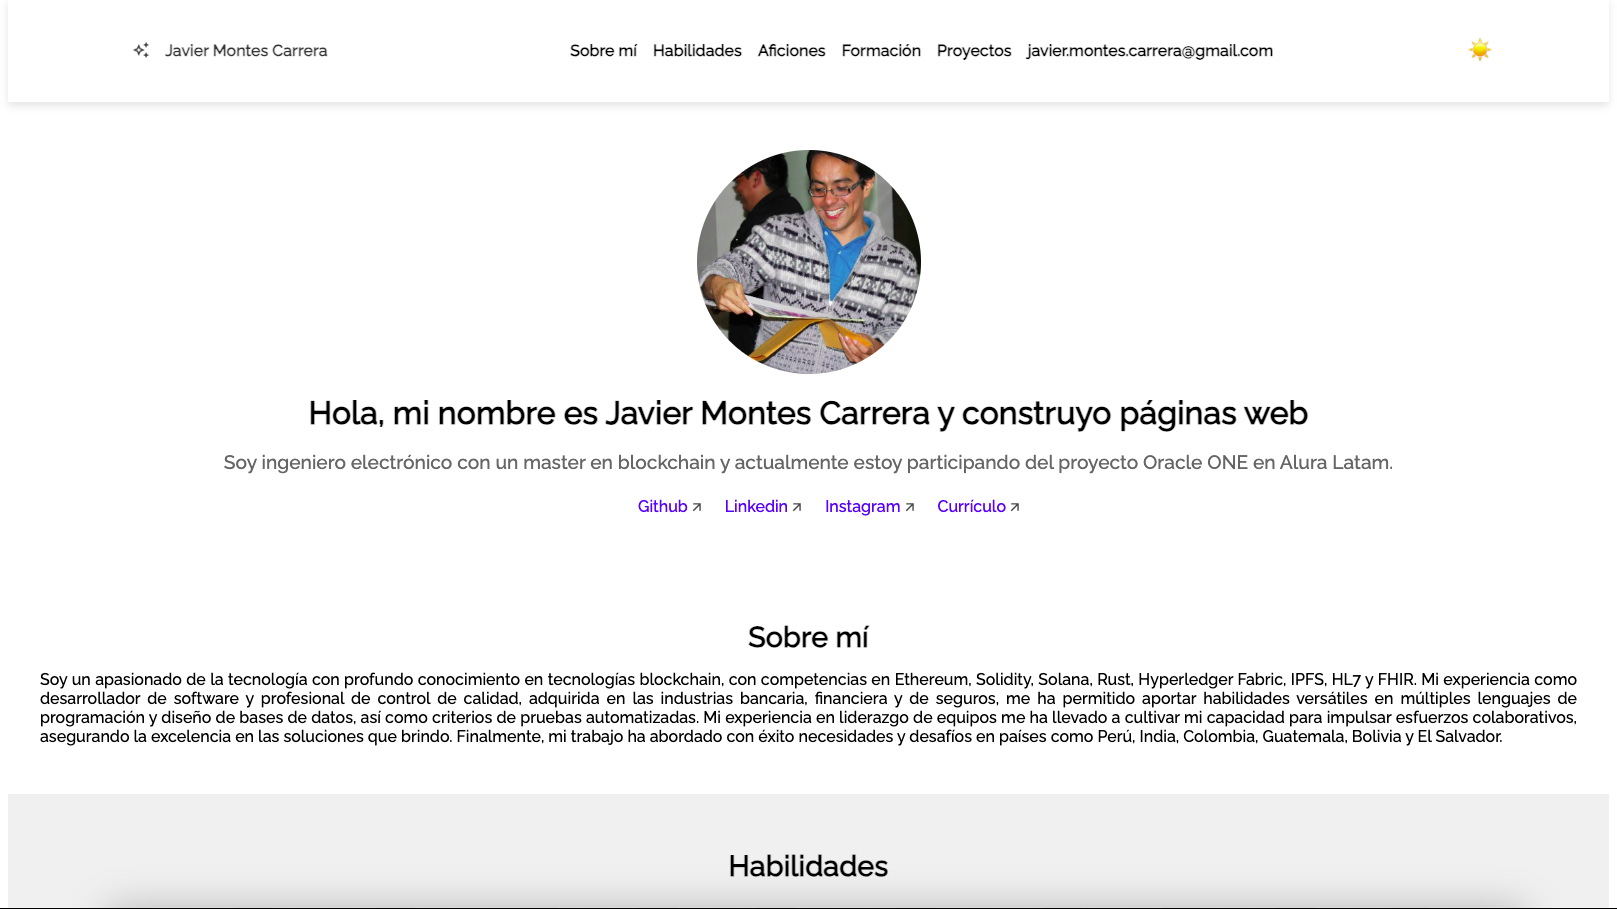 Javier Montes Carrera
Sobre mí Habilidades Aficiones Formación Proyectos javier.montes.carrera@gmail.com
Hola, mi nombre es Javier Montes Carrera y construyo páginas web
Soy ingeniero electrónico con un master en blockchain y actualmente estoy participando del proyecto Oracle ONE en Alura Latam.
Github Linkedin Instagram Currículo
Sobre mí
Soy un apasionado de la tecnología con profundo conocimiento en tecnologías blockchain, con competencias en Ethereum, Solidity, Solana, Rust, Hyperledger Fabric, IPFS, HL7 y FHIR. Mi experiencia como
desarrollador de software y profesional de control de calidad, adquirida en las industrias bancaria, financiera y de seguros, me ha permitido aportar habilidades versátiles en múltiples lenguajes de
programación y diseño de bases de datos, así como criterios de pruebas automatizadas. Mi experiencia en liderazgo de equipos me ha llevado a cultivar mi capacidad para impulsar esfuerzos colaborativos,
asegurando la excelencia en las soluciones que brindo. Finalmente, mi trabajo ha abordado con éxito necesidades y desafíos en países como Perú, India, Colombia, Guatemala, Bolivia y El Salvador.
Habilidades